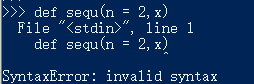 >>> def sequ(n = 2,x)
  File "<stdin>", line 1
    def sequ(n = 2,x)
                    ^
SyntaxError: invalid syntax